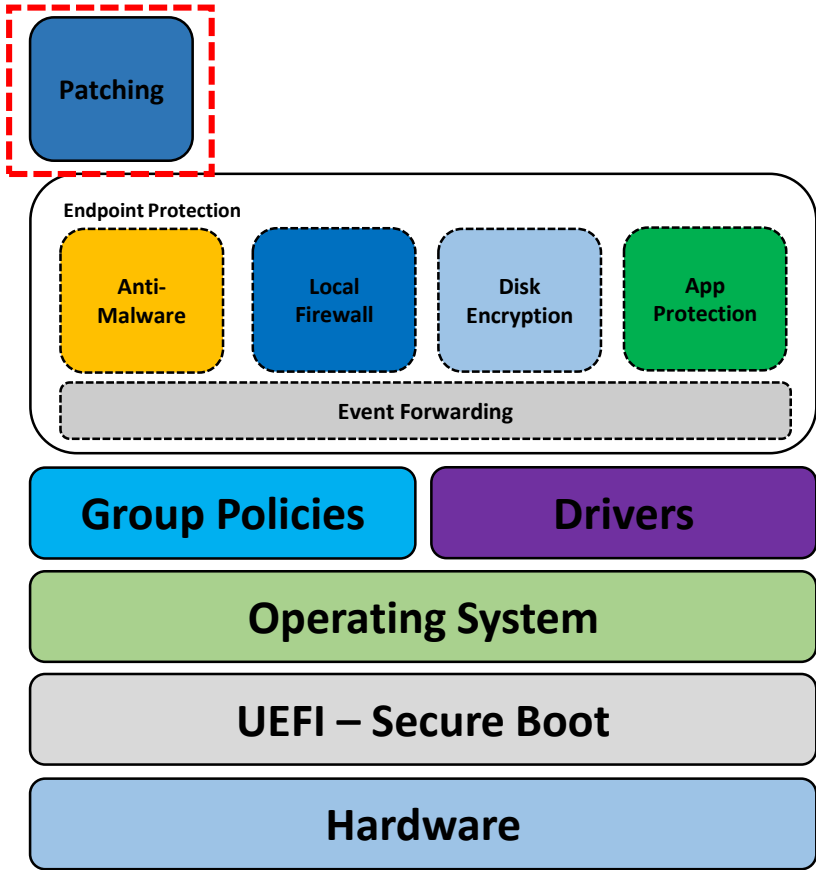 Patching
Endpoint Protection
Anti-
Malware
Local
Firewall
Disk
Encryption
App
Protection
Event Forwarding
Group Policies
Drivers
Operating System
UEFI – Secure Boot
Hardware